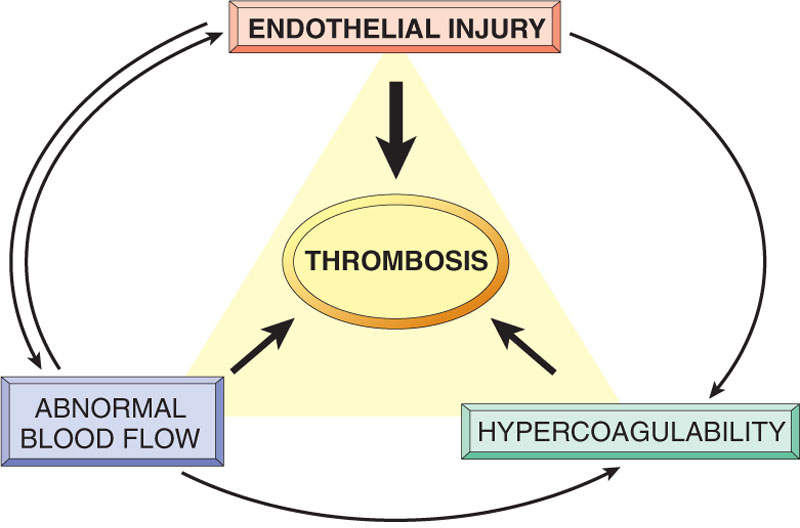 ENDOTHELIAL INJURY
THROMBOSIS
ABNORMAL
BLOOD FLOW
HYPERCOAGULABILITY